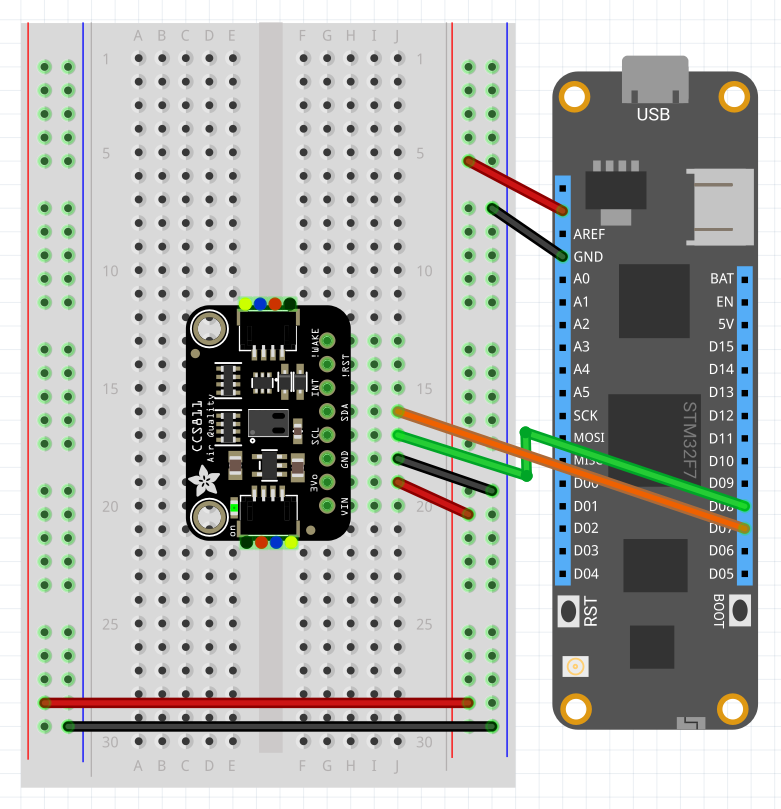 A B C D E F G H I J
1 1
5 5
10 10
15 15
20 20
25 25
30 30
A B C D E F G H I J
!WAKE
!RST
INT
SDA
SCL
GND
3Vo
VIN
CCS811
Air Quality
on
USB
AREF
GND
A0
A1
A2
A3
A4
A5
SCK
MOSI
MISO
D00
D01
D02
D03
D04
BAT
EN
5V
D15
D14
D13
D12
D11
D10
D09
D08
D07
D06
D05
STM32F7
RST
BOOT